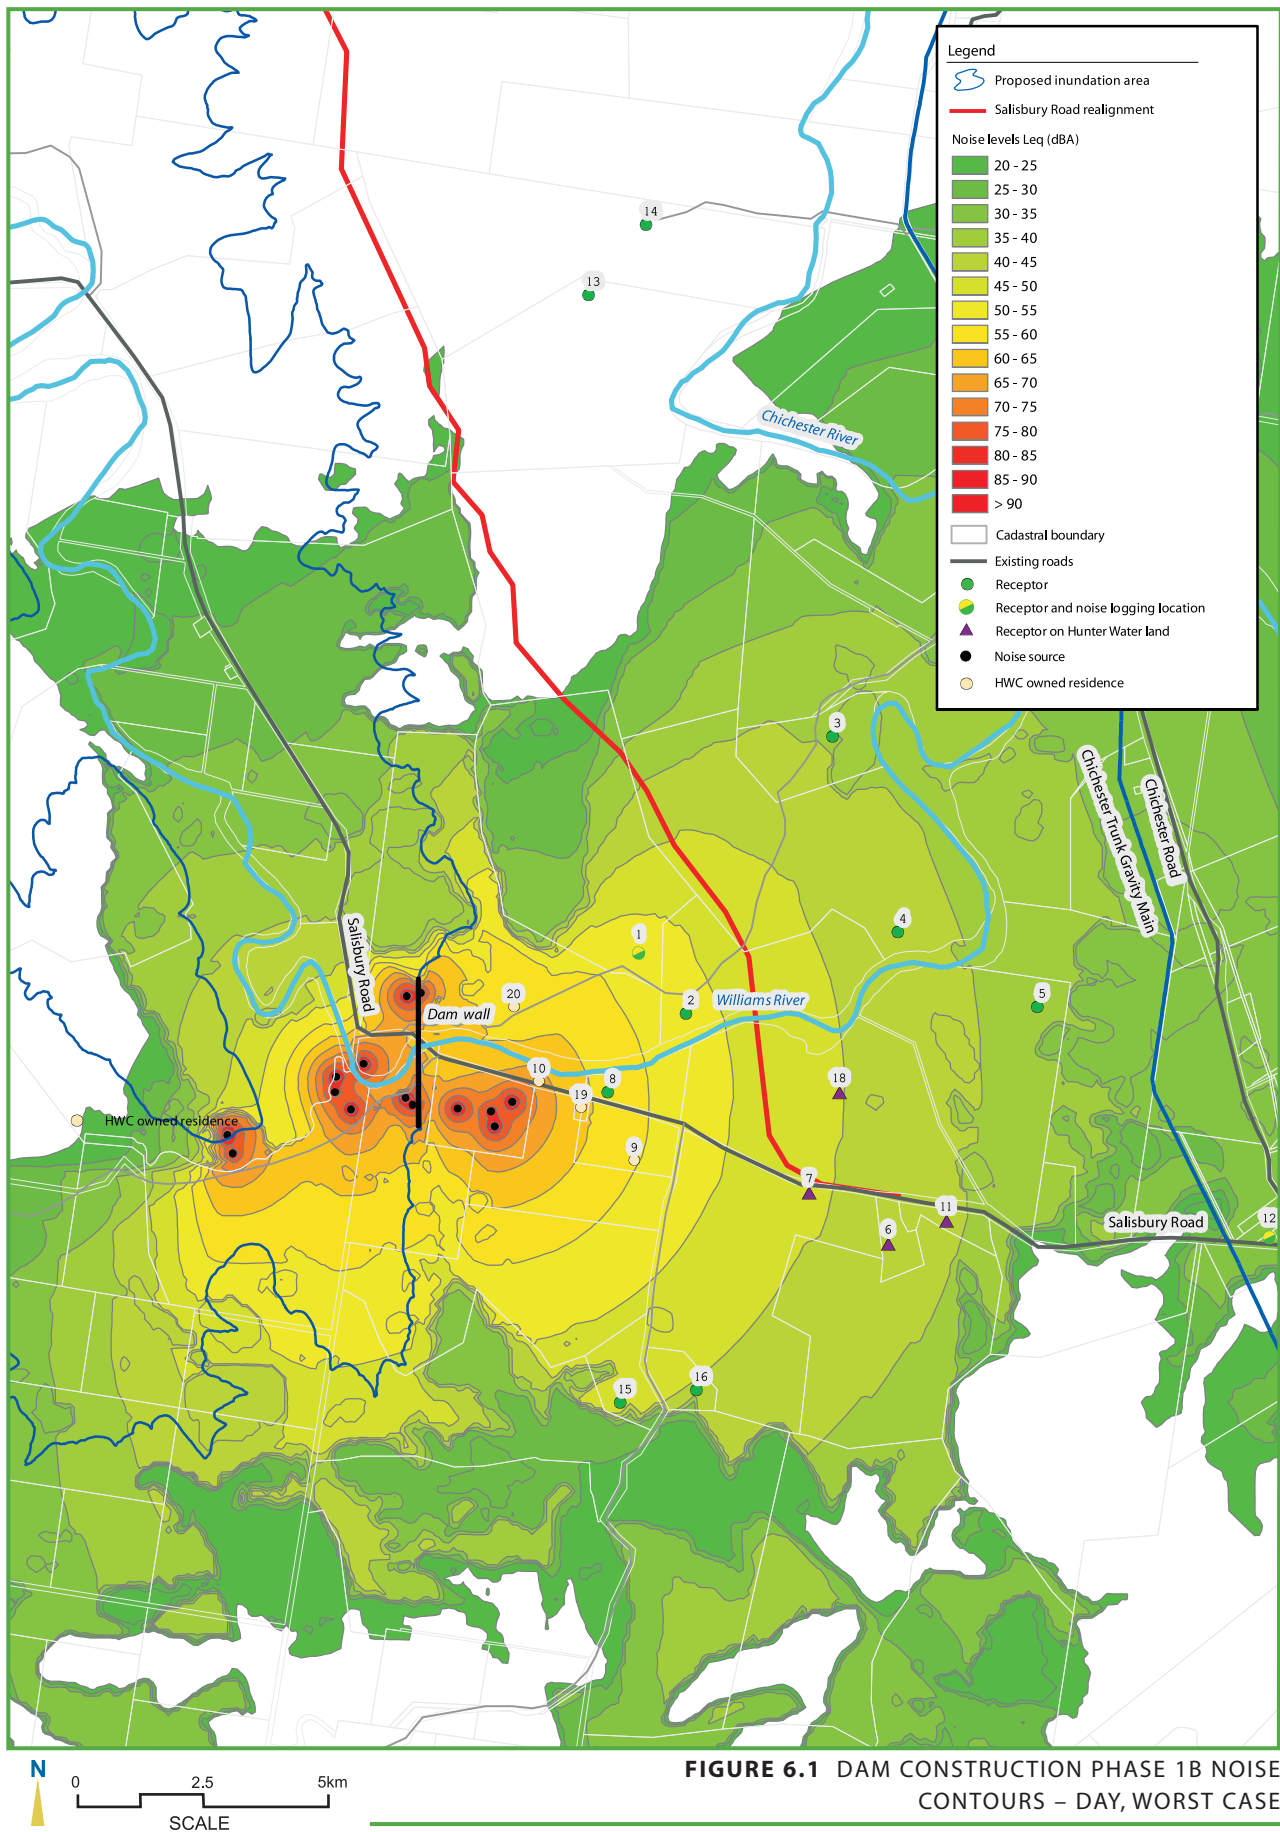 Legend
Proposed inundation area
Salisbury Road realignment
Noise levels Leq (dBA)
20 - 25
25 - 30
30 - 35
35 - 40
40 - 45
45 - 50
50 - 55
55 - 60
60 - 65
65 - 70
70 - 75
75 - 80
80 - 85
85 - 90
> 90
Cadastral boundary
Existing roads
Receptor
Receptor and noise logging location
Receptor on Hunter Water land
Noise source
HWC owned residence
14
13
Chichester River
3
Chichester Trunk Gravity Main
Chichester Road
4
1
Salisbury Road
20
Dam wall
2
Williams River
5
10
8
18
19
HWC owned residence
9
7
11
6
Salisbury Road
12
15
16
N
0
2.5
5km
SCALE
FIGURE 6.1 DAM CONSTRUCTION PHASE 1B NOISE
CONTOURS – DAY, WORST CASE